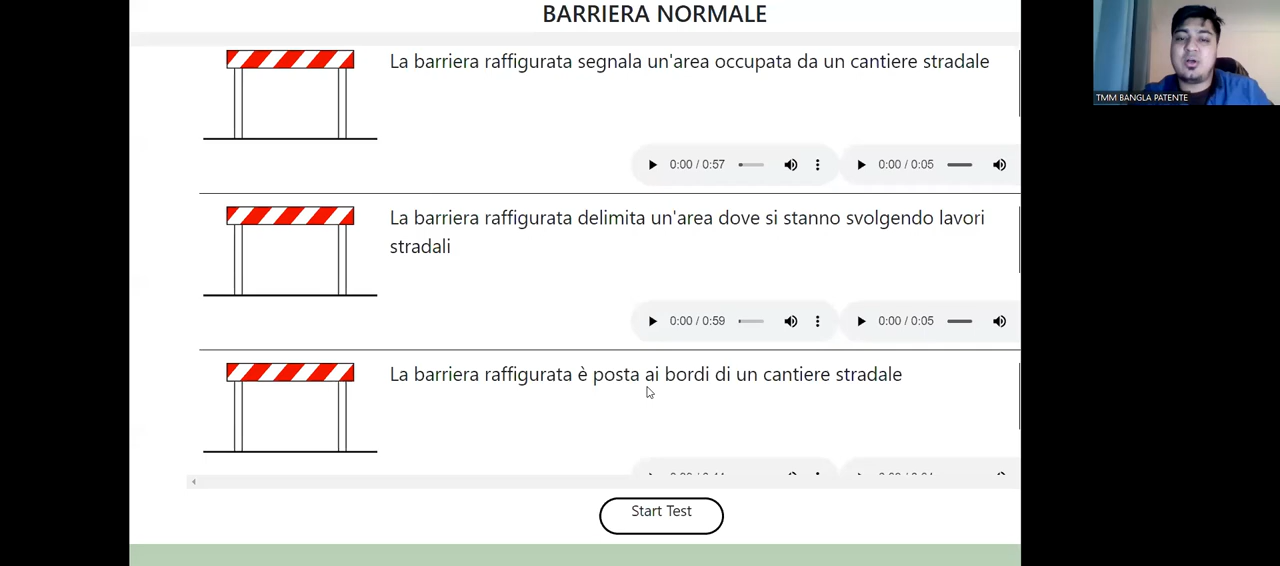 BARRIERA NORMALE
TMM BANGLA PATENTE
La barriera raffigurata segnala un'area occupata da un cantiere stradale
0:00 / 0:57
0:00 / 0:05
La barriera raffigurata delimita un'area dove si stanno svolgendo lavori
stradali
0:00 / 0:59
0:00 / 0:05
La barriera raffigurata è posta ai bordi di un cantiere stradale
Start Test